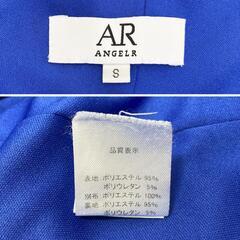 AR
ANGEL R
S
品質表示
表地 ポリエステル 95%
ポリウレタン 5%
別布 ポリエステル 100%
裏地 ポリエステル 95%
ポリウレタン 5%